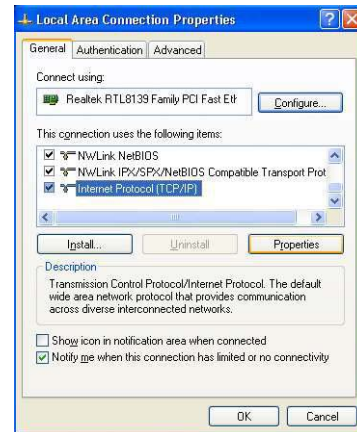 Local Area Connection Properties
General Authentication Advanced
Connect using:
Realtek RTL8139 Family PCI Fast Eth
Configure...
This connection uses the following items:
NWLink NetBIOS
NWLink IPX/SPX/NetBIOS Compatible Transport Prot
Internet Protocol (TCP/IP)
Install... Uninstall Properties
Description
Transmission Control Protocol/Internet Protocol. The default
wide area network protocol that provides communication
across diverse interconnected networks.
Show icon in notification area when connected
Notify me when this connection has limited or no connectivity
OK Cancel